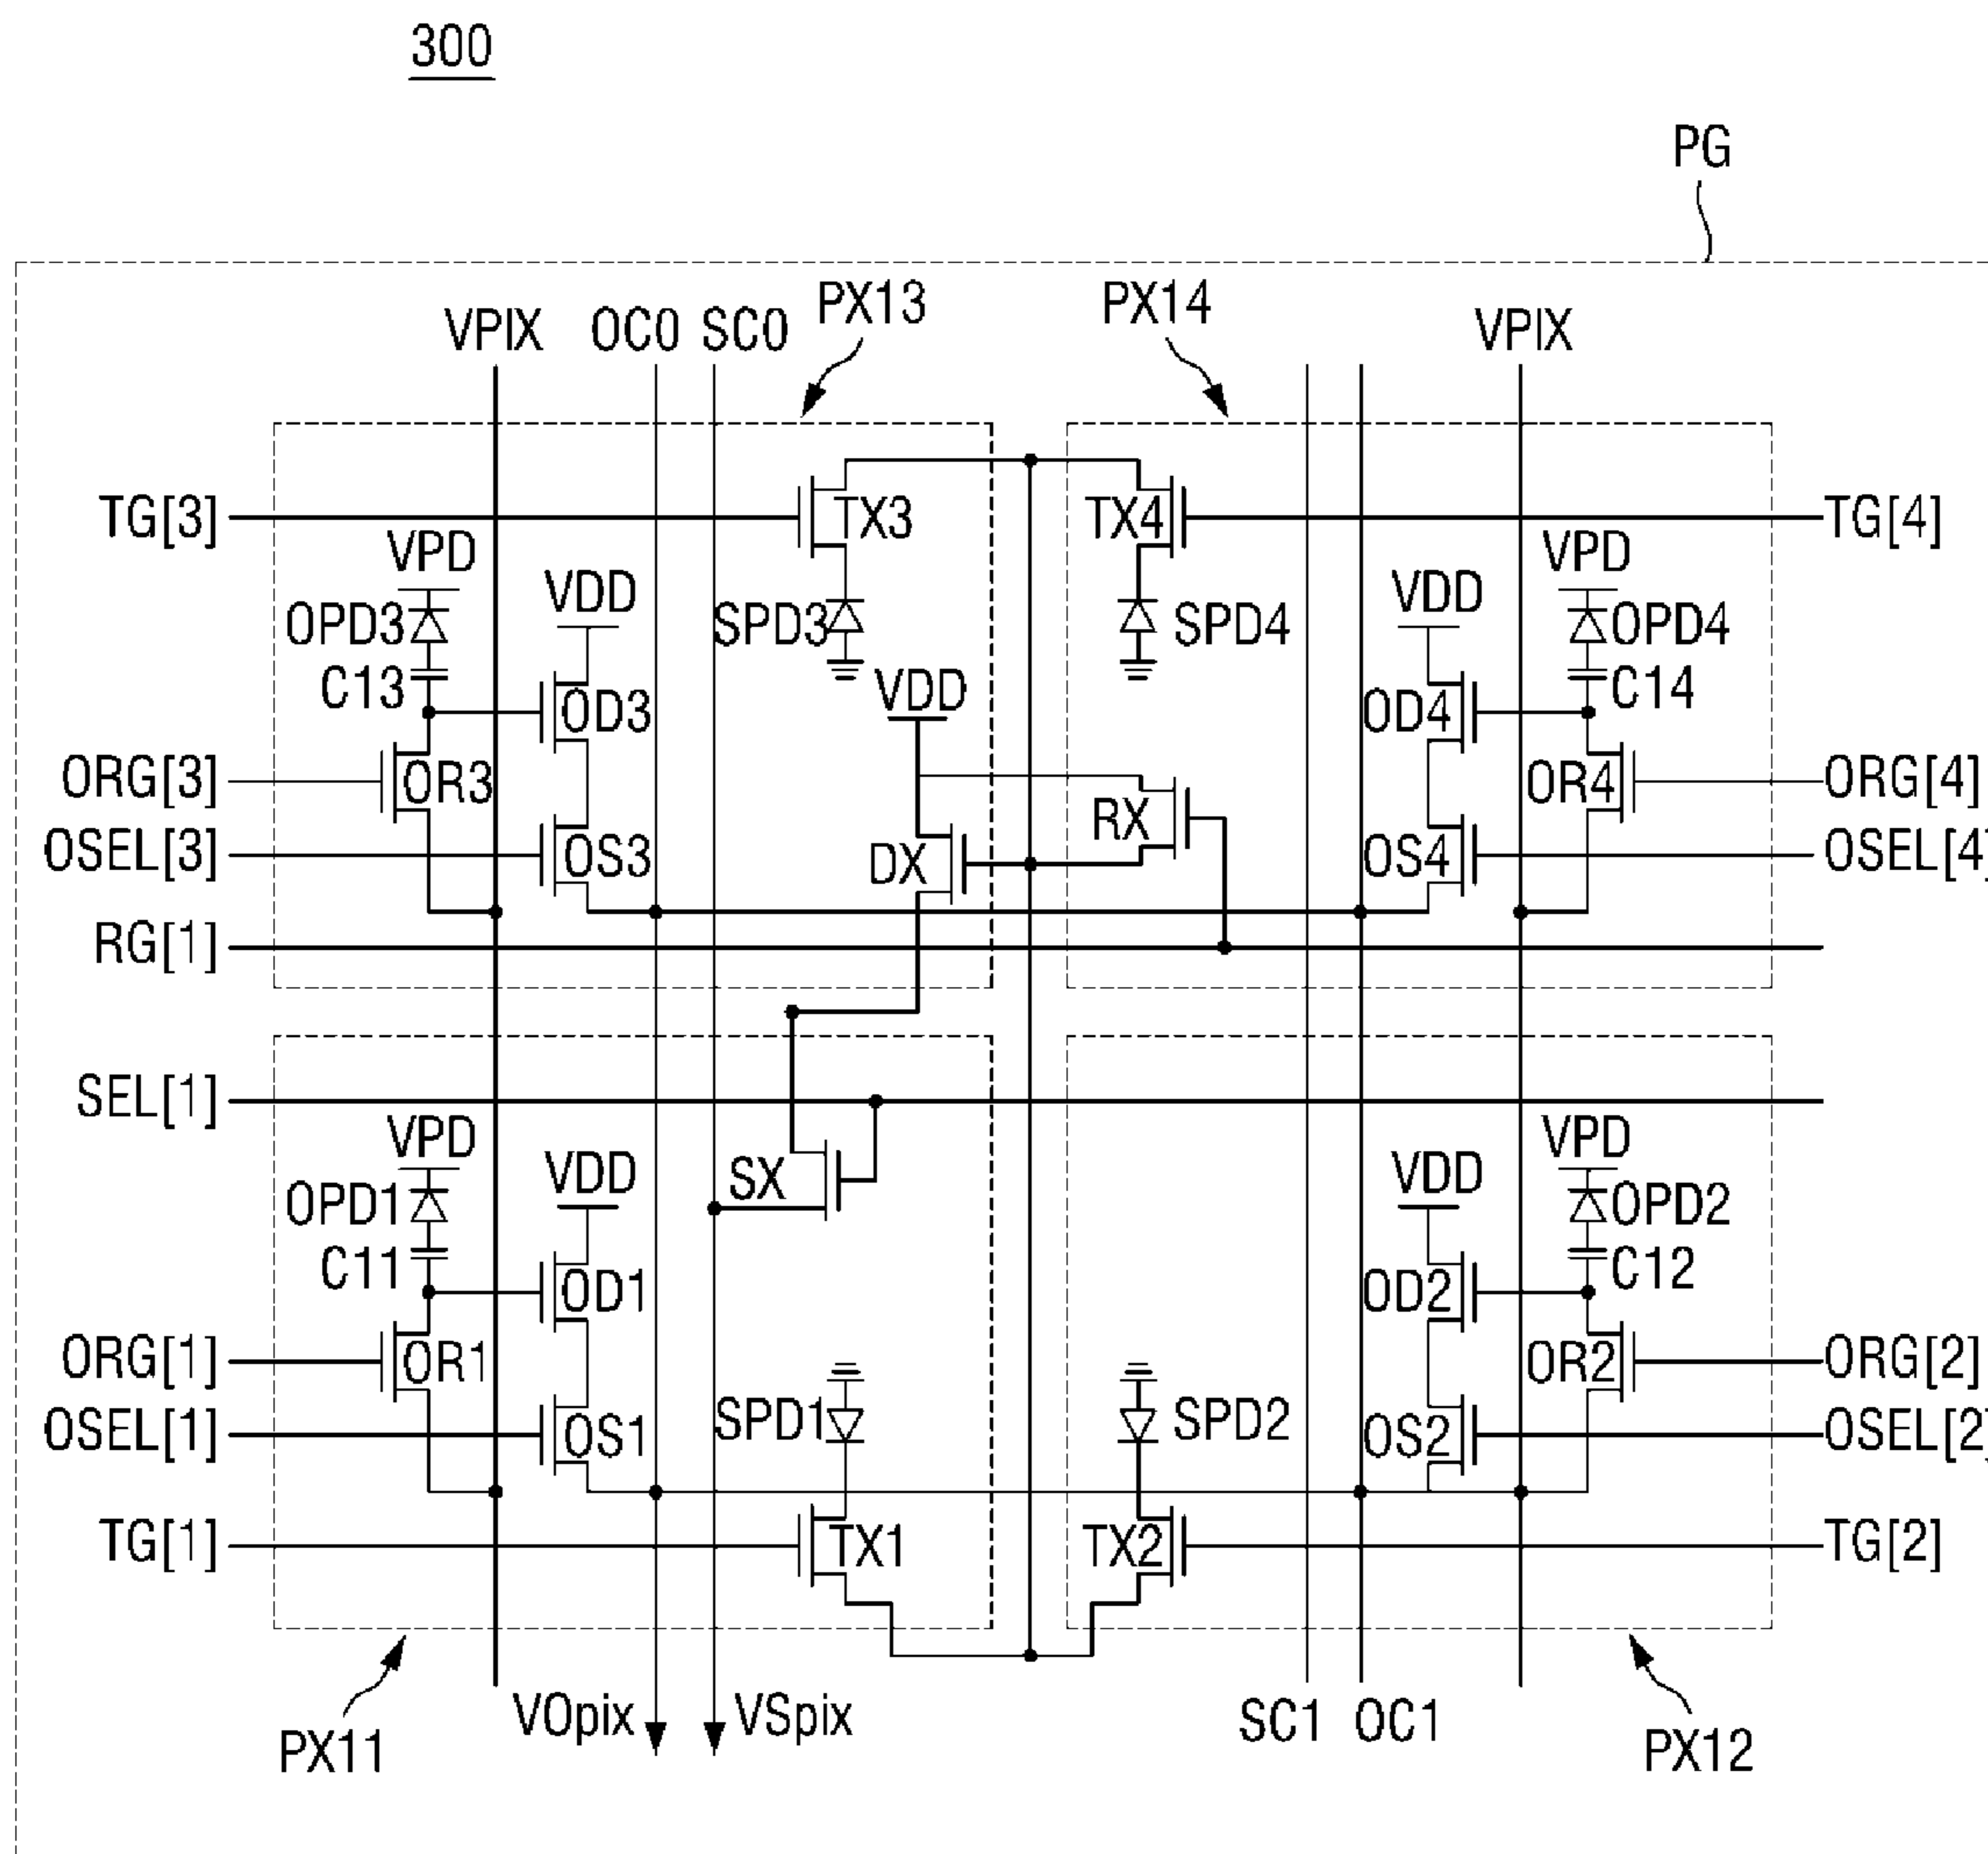 300
PG
PX13 PX14
VPIX OC0 SC0 VPIX
TG[3] TX3 TX4 TG[4]
VPD VDD VDD VPD
OPD3 SPD3 SPD4 OPD4
C13 OD3 VDD OD4 C14
ORG[3] OR3 RX OR4 ORG[4]
OSEL[3] OS3 DX OS4 OSEL[4]
RG[1]
SEL[1]
VPD VDD SX VDD VPD
OPD1 OPD2
C11 OD1 OD2 C12
ORG[1] OR1 OR2 ORG[2]
OSEL[1] OS1 SPD1 SPD2 OS2 OSEL[2]
TG[1] TX1 TX2 TG[2]
PX11 VOpix VSpix SC1 OC1 PX12